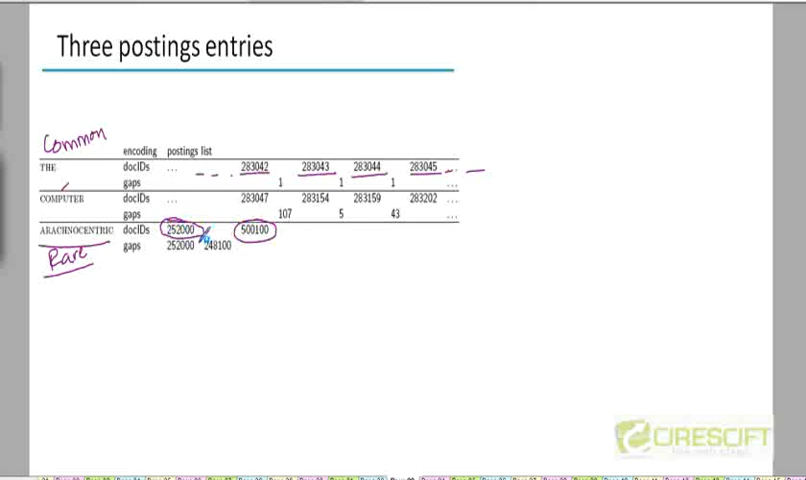 Three postings entries
Common
encoding postings list
THE docIDs ... 283042 283043 283044 283045 ...
gaps 1 1 1 ...
COMPUTER docIDs ... 283047 283154 283159 283202 ...
gaps 107 5 43 ...
ARACHNOCENTRIC docIDs 252000 500100
Rare gaps 252000 248100